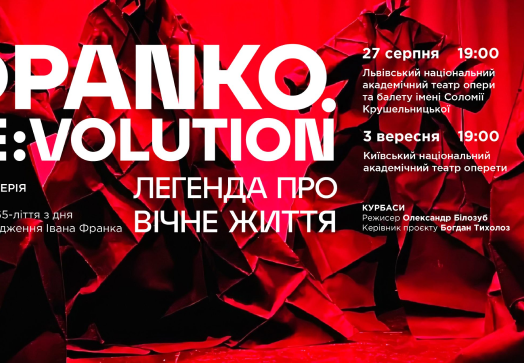 PANKO.
E:VOLUTION
ЛЕГЕНДА ПРО
ВІЧНЕ ЖИТТЯ
ЕРІЯ
55-ліття з дня
дження Івана Франка
27 серпня 19:00
Львівський національний
академічний театр опери
та балету імені Соломії
Крушельницької
3 вересня 19:00
Київський національний
академічний театр оперети
КУРБАСИ
Режисер Олександр Білозуб
Керівник проєкту Богдан Тихолоз